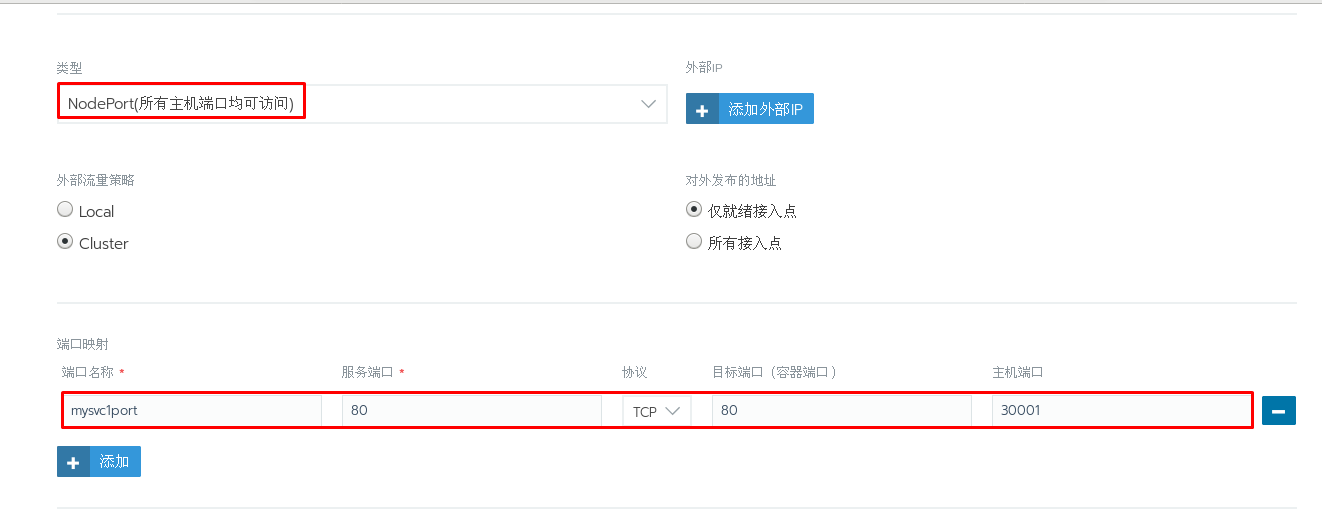 类型
外部IP
NodePort(所有主机端口均可访问)
添加外部IP
外部流量策略
对外发布的地址
Local
仅就绪接入点
Cluster
所有接入点
端口映射
端口名称 * 服务端口 * 协议 目标端口（容器端口） 主机端口
mysvc1port 80 TCP 80 30001
添加